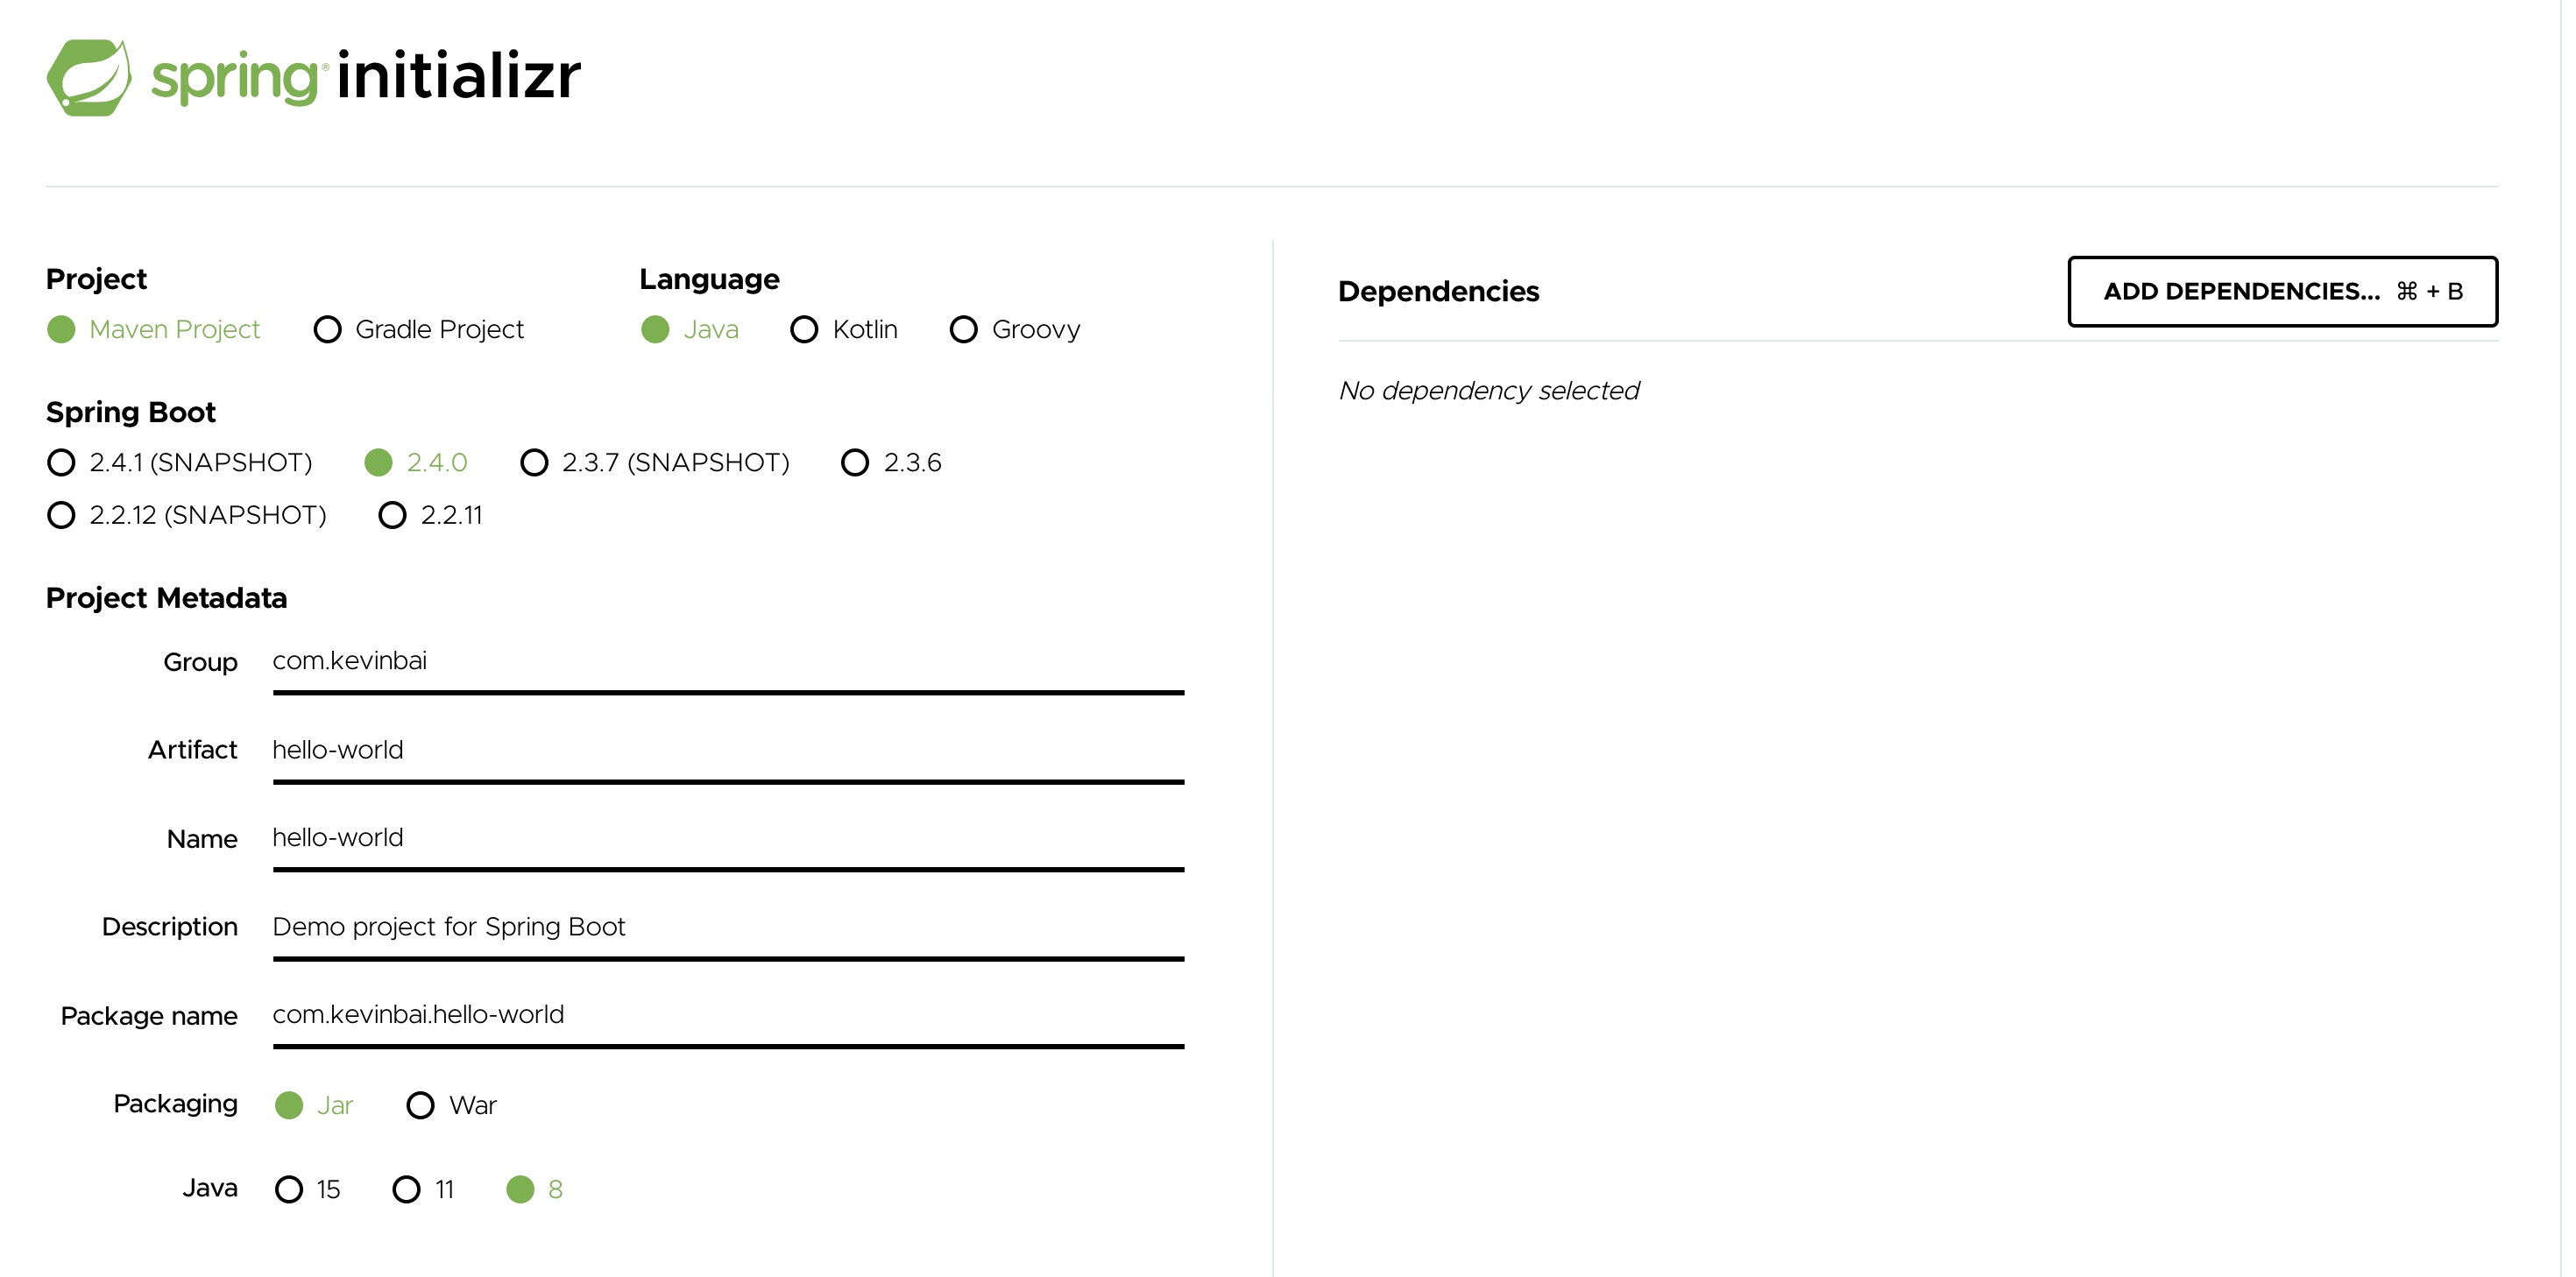 spring® initializr
Project
Maven Project Gradle Project
Language
Java Kotlin Groovy
Spring Boot
2.4.1 (SNAPSHOT) 2.4.0 2.3.7 (SNAPSHOT) 2.3.6
2.2.12 (SNAPSHOT) 2.2.11
Project Metadata
Group com.kevinbai
Artifact hello-world
Name hello-world
Description Demo project for Spring Boot
Package name com.kevinbai.hello-world
Packaging Jar War
Java 15 11 8
Dependencies
ADD DEPENDENCIES... ⌘ + B
No dependency selected